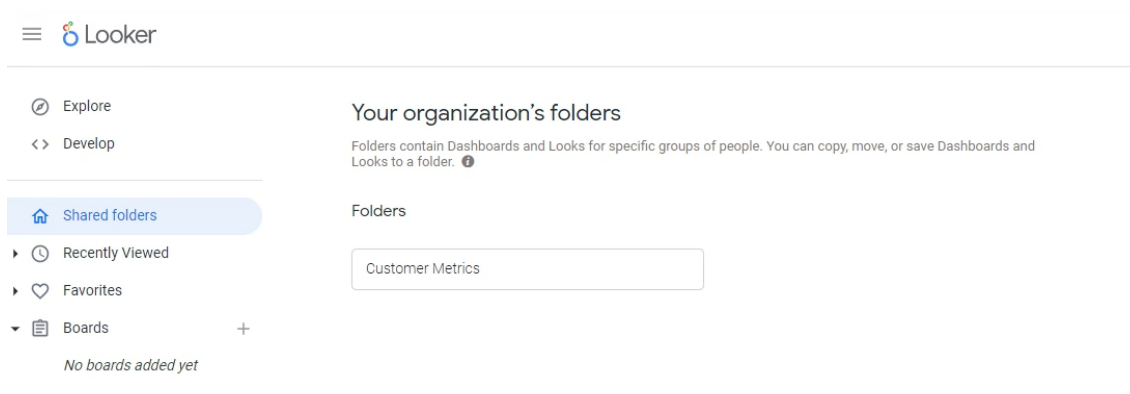 Looker
Explore
Develop
Shared folders
Recently Viewed
Favorites
Boards
No boards added yet
Your organization's folders
Folders contain Dashboards and Looks for specific groups of people. You can copy, move, or save Dashboards and
Looks to a folder.
Folders
Customer Metrics